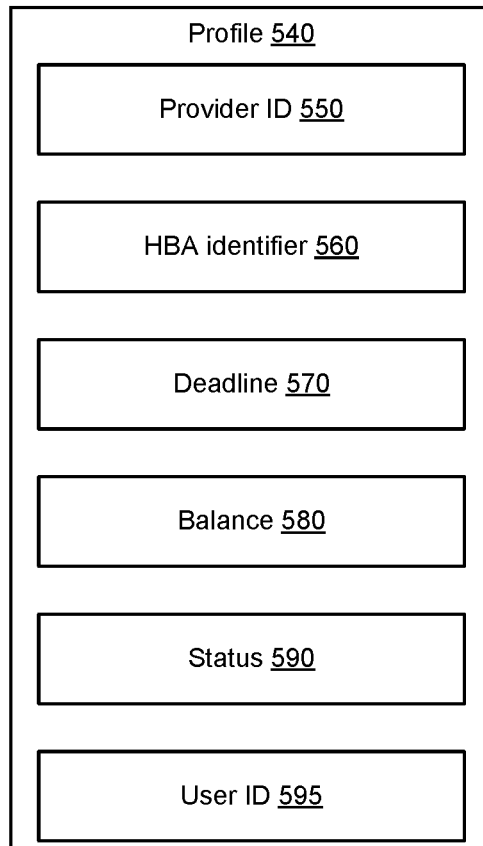 Profile 540
Provider ID 550
HBA identifier 560
Deadline 570
Balance 580
Status 590
User ID 595